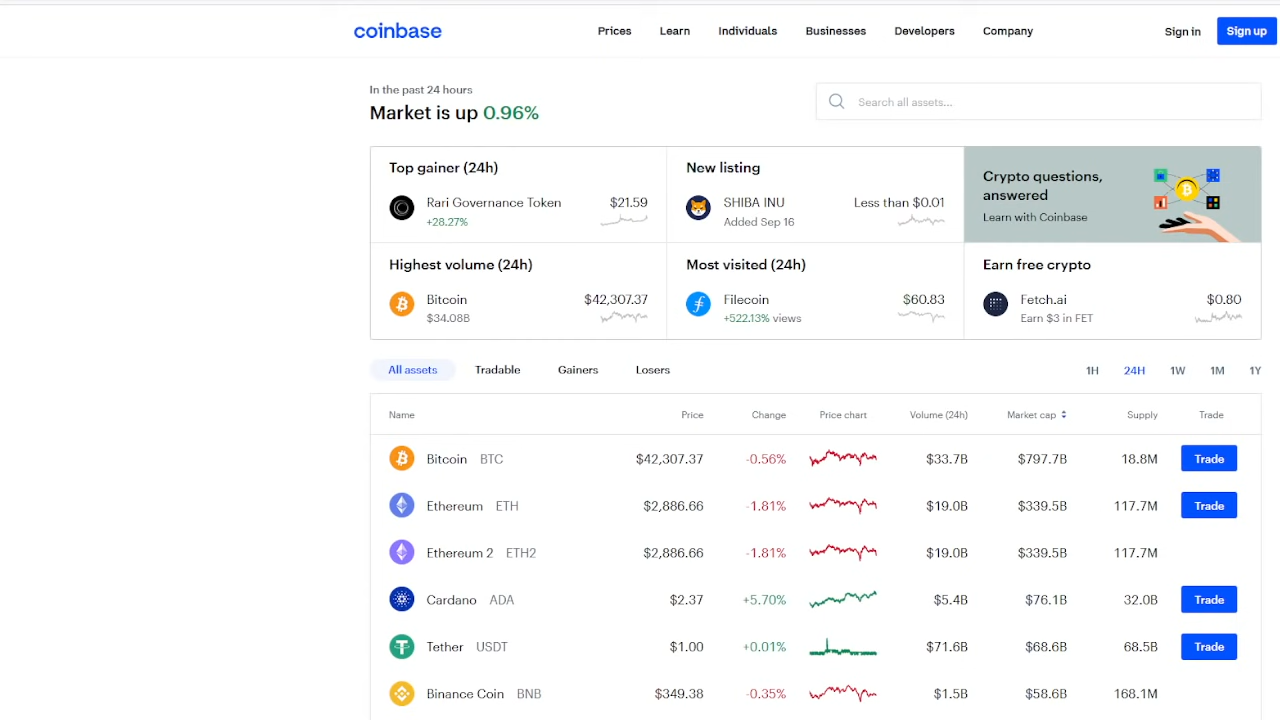 coinbase Prices Learn Individuals Businesses Developers Company Sign in Sign up
In the past 24 hours
Market is up 0.96%
Search all assets...
Top gainer (24h)
Rari Governance Token $21.59
+28.27%
New listing
SHIBA INU Less than $0.01
Added Sep 16
Crypto questions,
answered
Learn with Coinbase
Highest volume (24h)
Bitcoin $42,307.37
$34.08B
Most visited (24h)
Filecoin $60.83
+522.13% views
Earn free crypto
Fetch.ai $0.80
Earn $3 in FET
All assets Tradable Gainers Losers 1H 24H 1W 1M 1Y
Name Price Change Price chart Volume (24h) Market cap Supply Trade
Bitcoin BTC $42,307.37 -0.56% $33.7B $797.7B 18.8M Trade
Ethereum ETH $2,886.66 -1.81% $19.0B $339.5B 117.7M Trade
Ethereum 2 ETH2 $2,886.66 -1.81% $19.0B $339.5B 117.7M
Cardano ADA $2.37 +5.70% $5.4B $76.1B 32.0B Trade
Tether USDT $1.00 +0.01% $71.6B $68.6B 68.5B Trade
Binance Coin BNB $349.38 -0.35% $1.5B $58.6B 168.1M